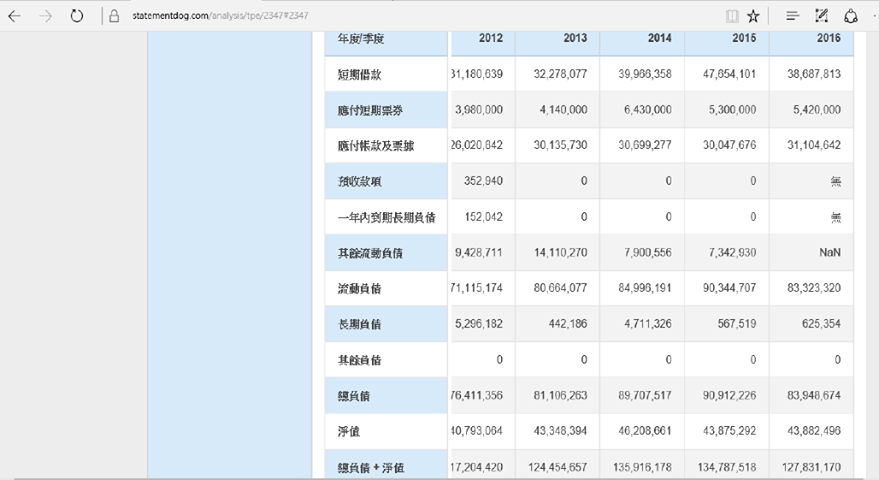 statementdog.com/analysis/tpe/2347#2347
年度/季度 2012 2013 2014 2015 2016
短期借款 31,180,639 32,278,077 39,966,358 47,654,101 38,687,813
應付短期票券 3,980,000 4,140,000 6,430,000 5,300,000 5,420,000
應付帳款及票據 26,020,842 30,135,730 30,699,277 30,047,676 31,104,642
預收款項 352,940 0 0 0 無
一年內到期長期負債 152,042 0 0 0 無
其餘流動負債 9,428,711 14,110,270 7,900,556 7,342,930 NaN
流動負債 71,115,174 80,664,077 84,996,191 90,344,707 83,323,320
長期負債 5,296,182 442,186 4,711,326 567,519 625,354
其餘負債 0 0 0 0 0
總負債 76,411,356 81,106,263 89,707,517 90,912,226 83,948,674
淨值 40,793,064 43,348,394 46,208,661 43,875,292 43,882,496
總負債 + 淨值 17,204,420 124,454,657 135,916,178 134,787,518 127,831,170